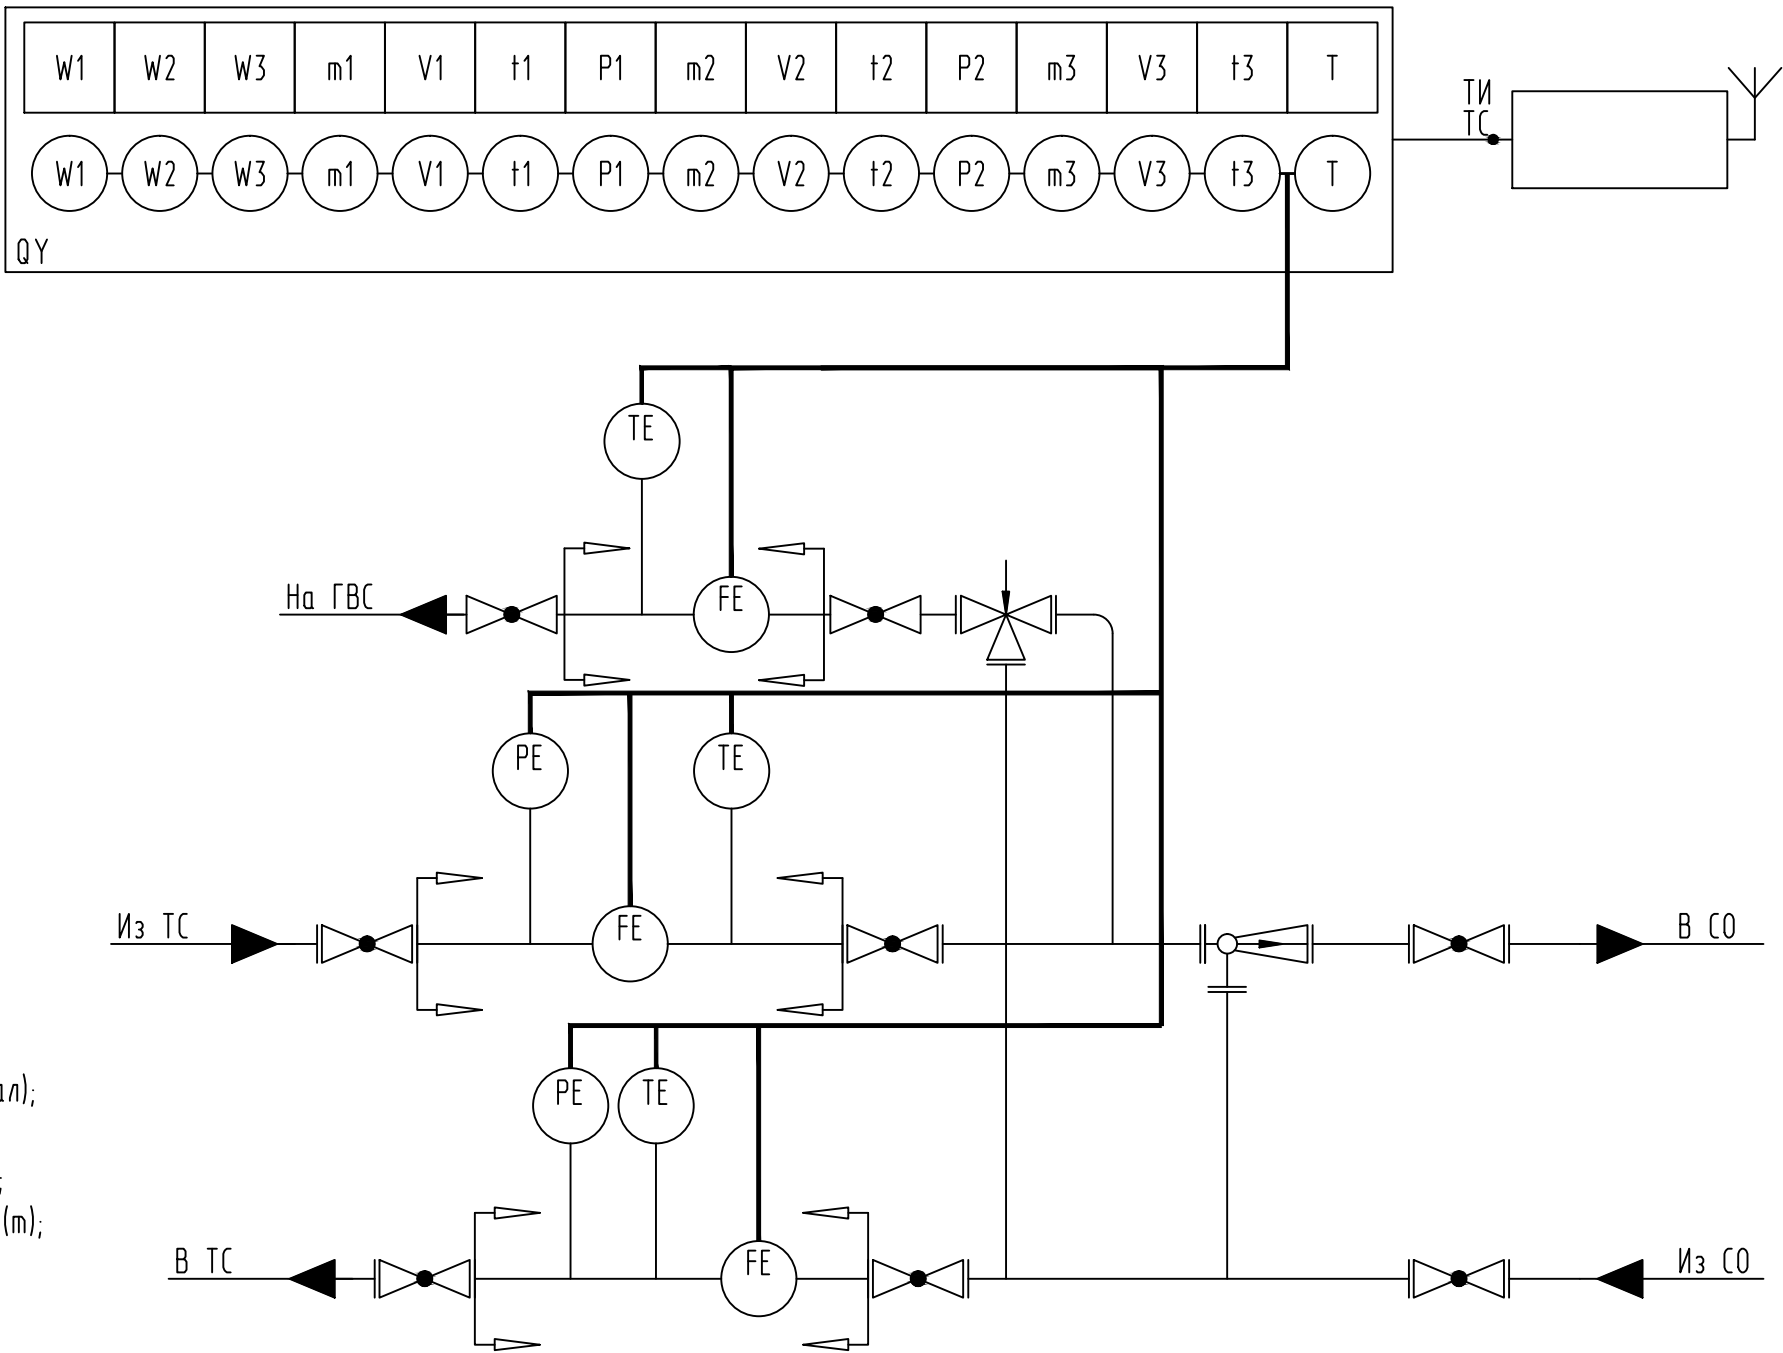 W1 W2 W3 m1 V1 t1 P1 m2 V2 t2 P2 m3 V3 t3 T
ТИ
ТС
W1 W2 W3 m1 V1 t1 P1 m2 V2 t2 P2 m3 V3 t3 T
QY
TE
На ГВС
FE
PE TE
Из ТС
FE
В СО
PE TE
(m);
В ТС
FE
Из СО